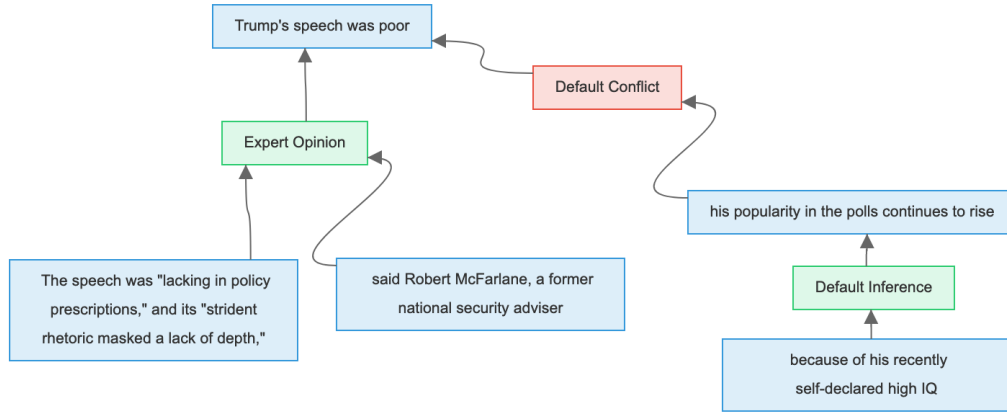 Trump's speech was poor
Default Conflict
Expert Opinion
his popularity in the polls continues to rise
The speech was "lacking in policy
prescriptions," and its "strident
rhetoric masked a lack of depth,"
said Robert McFarlane, a former
national security adviser
Default Inference
because of his recently
self-declared high IQ